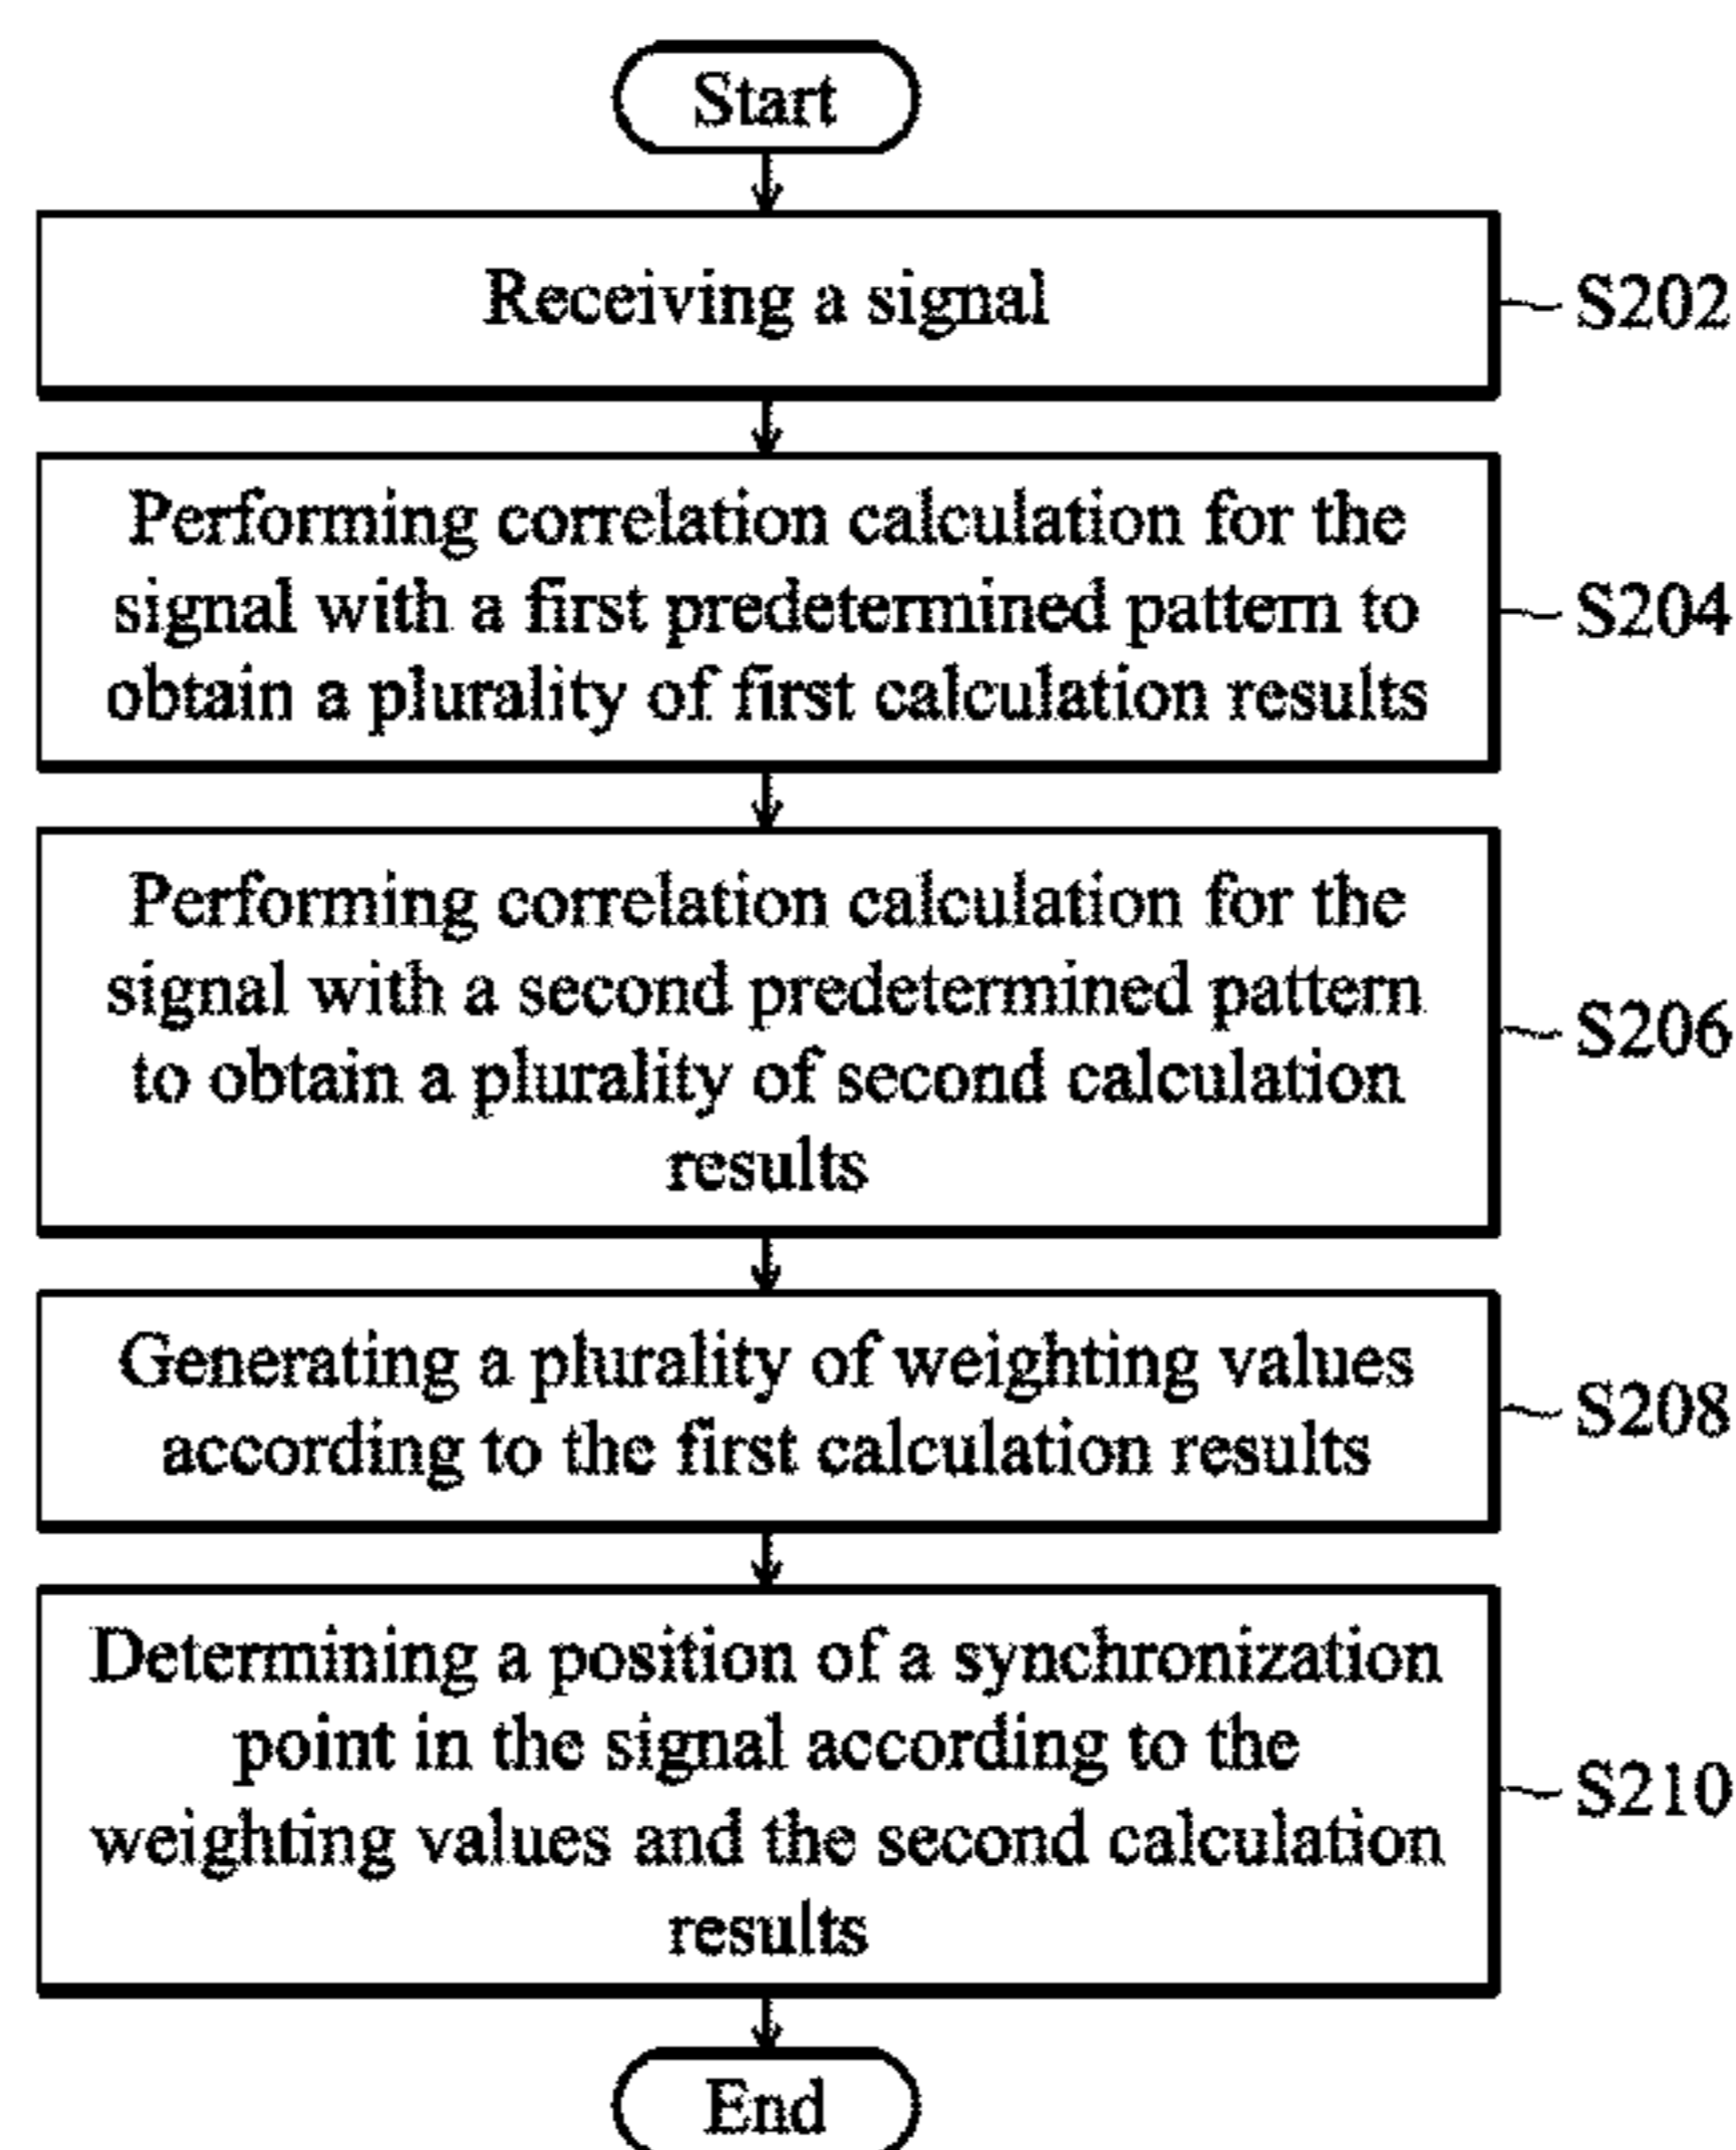 Start
Receiving a signal
S202
Performing correlation calculation for the
signal with a first predetermined pattern to
obtain a plurality of first calculation results
S204
Performing correlation calculation for the
signal with a second predetermined pattern
to obtain a plurality of second calculation
results
S206
Generating a plurality of weighting values
according to the first calculation results
S208
Determining a position of a synchronization
point in the signal according to the
weighting values and the second calculation
results
S210
End